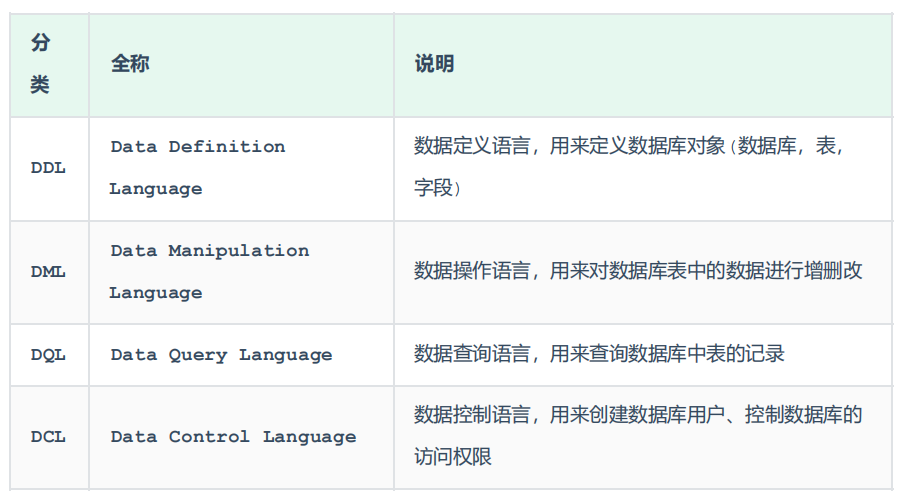 分
类
全称
说明
DDL
Data Definition
Language
数据定义语言，用来定义数据库对象(数据库，表，
字段)
DML
Data Manipulation
Language
数据操作语言，用来对数据库表中的数据进行增删改
DQL
Data Query Language
数据查询语言，用来查询数据库中表的记录
DCL
Data Control Language
数据控制语言，用来创建数据库用户、控制数据库的
访问权限